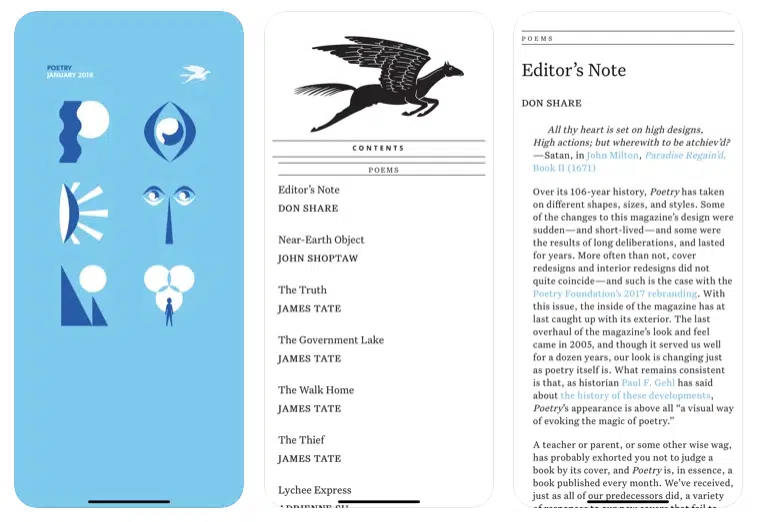 POETRY
JANUARY 2018
CONTENTS
POEMS
Editor's Note
DON SHARE
Near-Earth Object
JOHN SHOPTAW
The Truth
JAMES TATE
The Government Lake
JAMES TATE
The Walk Home
JAMES TATE
The Thief
JAMES TATE
Lychee Express
POEMS
Editor's Note
DON SHARE
All thy heart is set on high designs,
High actions; but wherewith to be atchiev'd?
—Satan, in John Milton, Paradise Regain'd,
Book II (1671)
Over its 106-year history, Poetry has taken
on different shapes, sizes, and styles. Some
of the changes to this magazine's design were
sudden—and short-lived—and some were
the results of long deliberations, and lasted
for years. More often than not, cover
redesigns and interior redesigns did not
quite coincide—and such is the case with the
Poetry Foundation's 2017 rebranding. With
this issue, the inside of the magazine has at
last caught up with its exterior. The last
overhaul of the magazine's look and feel
came in 2005, and though it served us well
for a dozen years, our look is changing just
as poetry itself is. What remains consistent
is that, as historian Paul F. Gehl has said
about the history of these developments,
Poetry's appearance is above all "a visual way
of evoking the magic of poetry."
A teacher or parent, or some other wise wag,
has probably exhorted you not to judge a
book by its cover, and Poetry is, in essence, a
book published every month. We've received,
just as all of our predecessors did, a variety